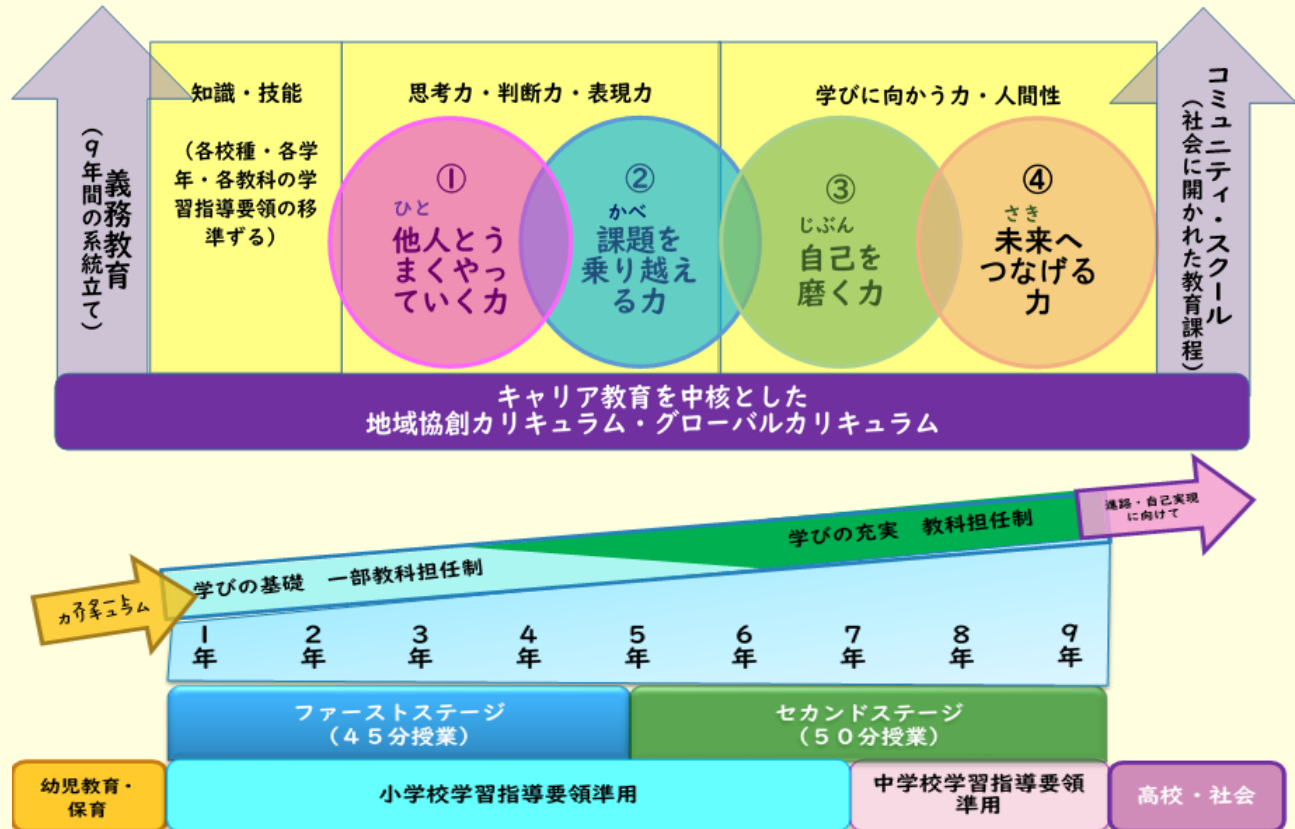 義務教育
（９年間の系統立て）
知識・技能
（各校種・各学
年・各教科の学
習指導要領の移
準ずる）
思考力・判断力・表現力
学びに向かう力・人間性
①
ひと
他人とう
まくやっ
ていく力
②
かべ
課題を
乗り越え
る力
③
じぶん
自己を
磨く力
④
さき
未来へ
つなげる
力
コミュニティ・スクール
（社会に開かれた教育課程）
キャリア教育を中核とした
地域協創カリキュラム・グローバルカリキュラム
スタート
カリキュラム
学びの基礎　一部教科担任制
学びの充実　教科担任制
進路・自己実現
に向けて
1年
2年
3年
4年
5年
6年
7年
8年
9年
ファーストステージ
（４５分授業）
セカンドステージ
（５０分授業）
幼児教育・
保育
小学校学習指導要領準用
中学校学習指導要領
準用
高校・社会